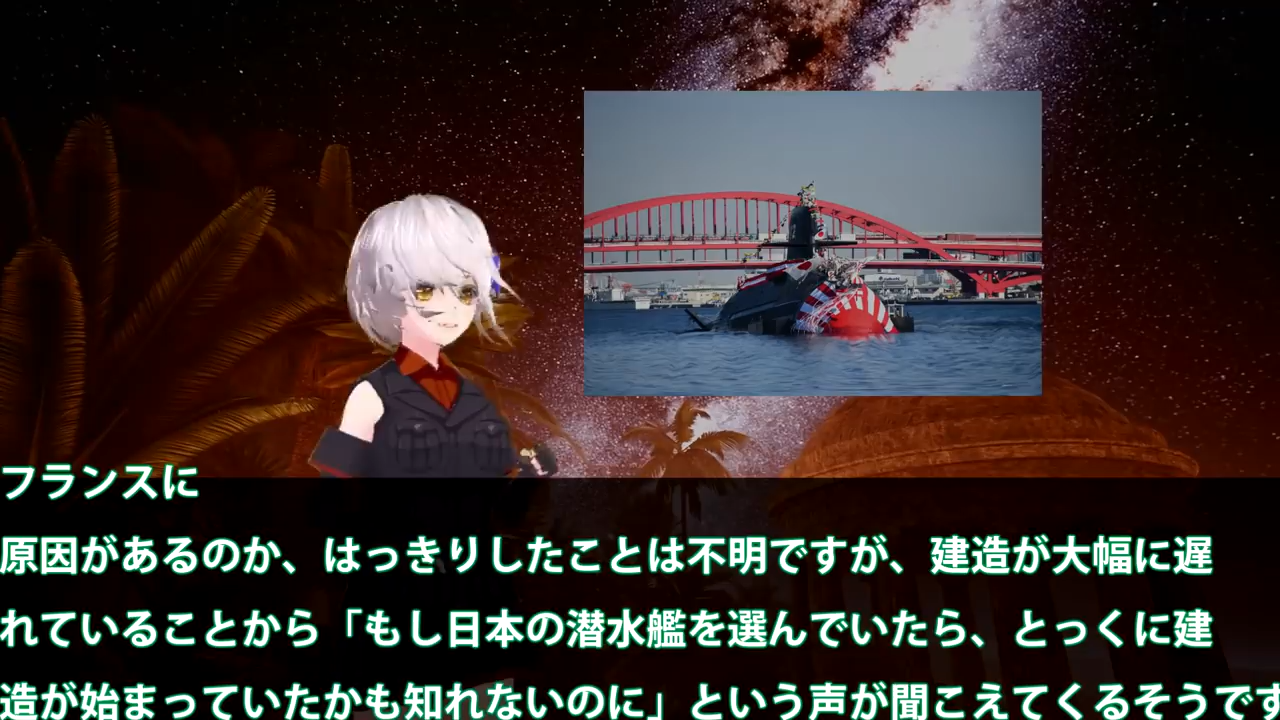 フランスに
原因があるのか、はっきりしたことは不明ですが、建造が大幅に遅
れていることから「もし日本の潜水艦を選んでいたら、とっくに建
造が始まっていたかも知れないのに」という声が聞こえてくるそうです